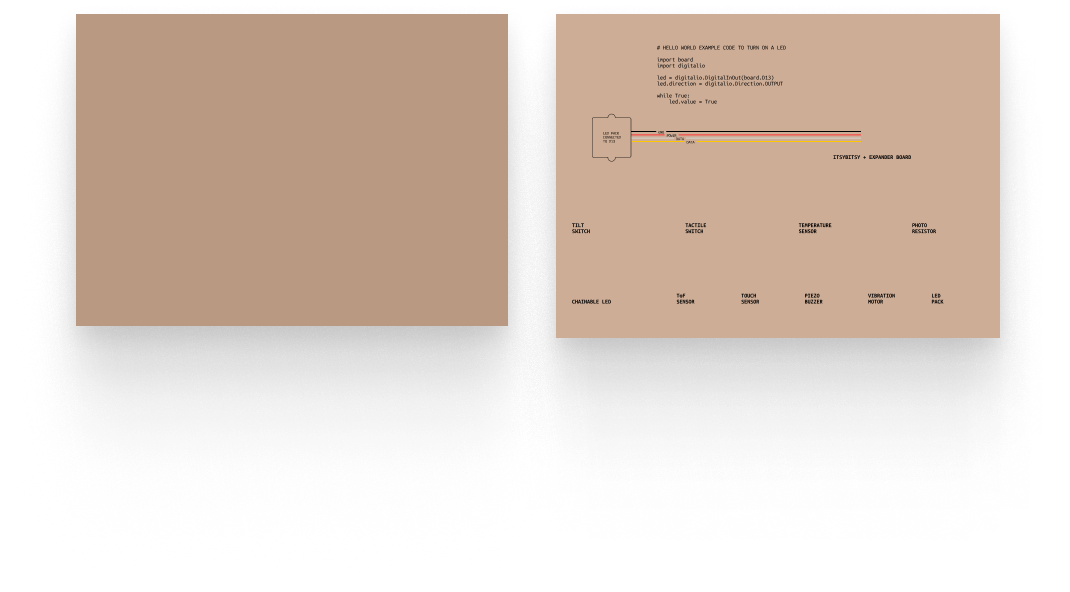 # HELLO WORLD EXAMPLE CODE TO TURN ON A LED
import board
import digitalio
led = digitalio.DigitalInOut(board.D13)
led.direction = digitalio.Direction.OUTPUT
while True:
led.value = True
LED PACK
CONNECTED
TO D13
GND
POWER
DATA
DATA
ITSYBITSY + EXPANDER BOARD
TILT
SWITCH
TACTILE
SWITCH
TEMPERATURE
SENSOR
PHOTO
RESISTOR
CHAINABLE LED
ToF
SENSOR
TOUCH
SENSOR
PIEZO
BUZZER
VIBRATION
MOTOR
LED
PACK